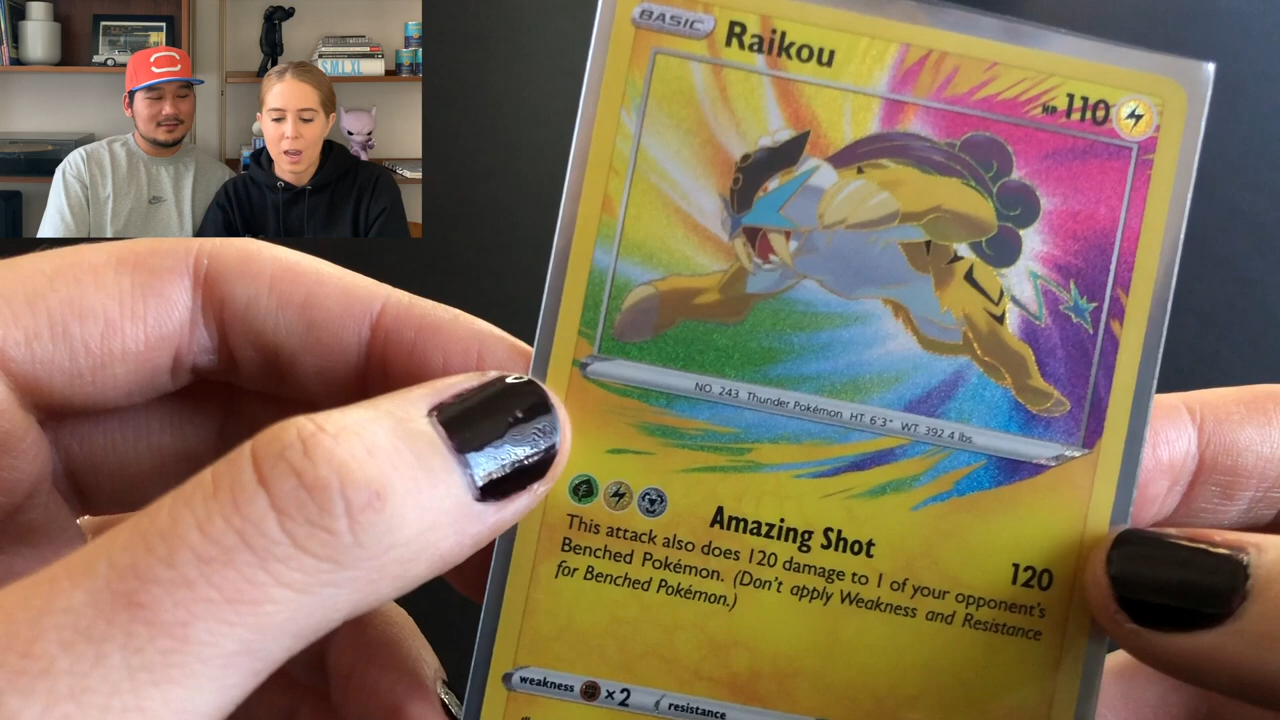 BASIC
Raikou
HP 110
NO. 243 Thunder Pokémon HT: 6'3" WT: 392.4 lbs.
Amazing Shot
120
This attack also does 120 damage to 1 of your opponent's
Benched Pokémon. (Don't apply Weakness and Resistance
for Benched Pokémon.)
weakness ×2 resistance
S,M,L,XL